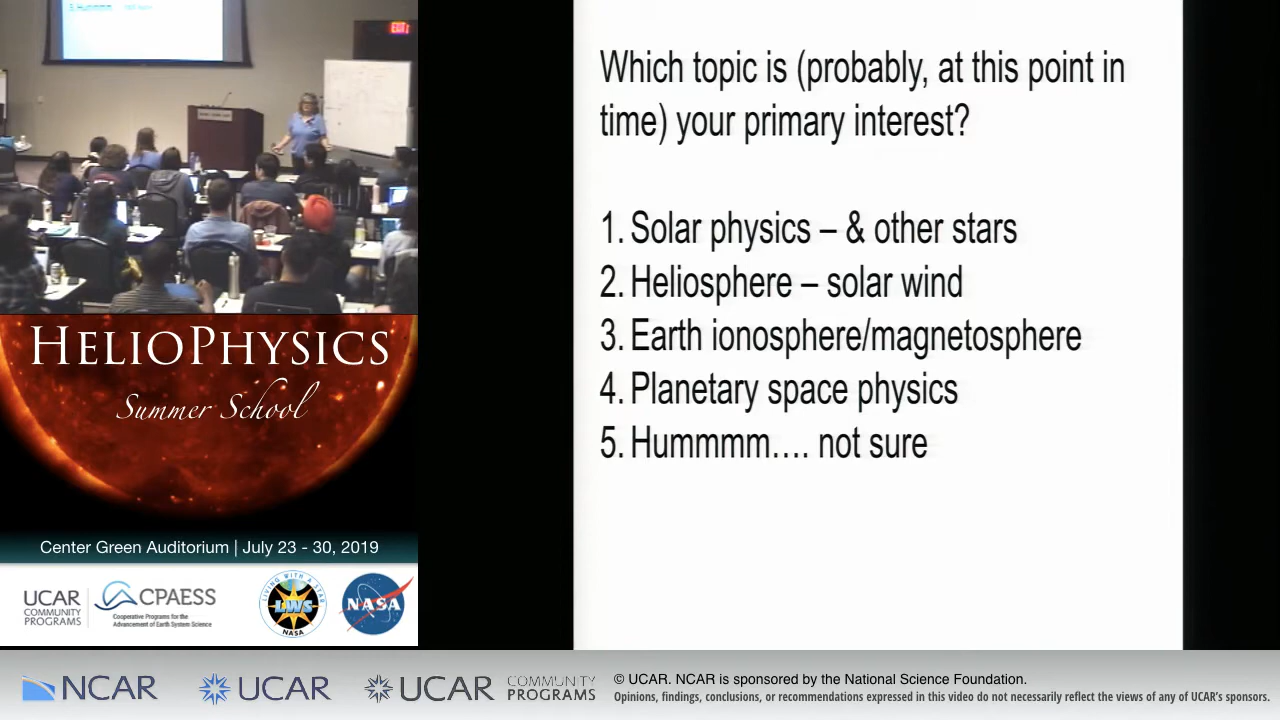 5. Hummmm
not sure
EXIT
HELIOPHYSICS
Summer School
Center Green Auditorium | July 23 - 30, 2019
UCAR
COMMUNITY
PROGRAMS
CPAESS
Cooperative Programs for the
Advancement of Earth System Science
LIVING WITH A STAR
LWS
NASA
NASA
Which topic is (probably, at this point in
time) your primary interest?
1. Solar physics – & other stars
2. Heliosphere – solar wind
3. Earth ionosphere/magnetosphere
4. Planetary space physics
5. Hummmm…. not sure
NCAR
UCAR
UCAR
COMMUNITY
PROGRAMS
© UCAR. NCAR is sponsored by the National Science Foundation.
Opinions, findings, conclusions, or recommendations expressed in this video do not necessarily reflect the views of any of UCAR's sponsors.